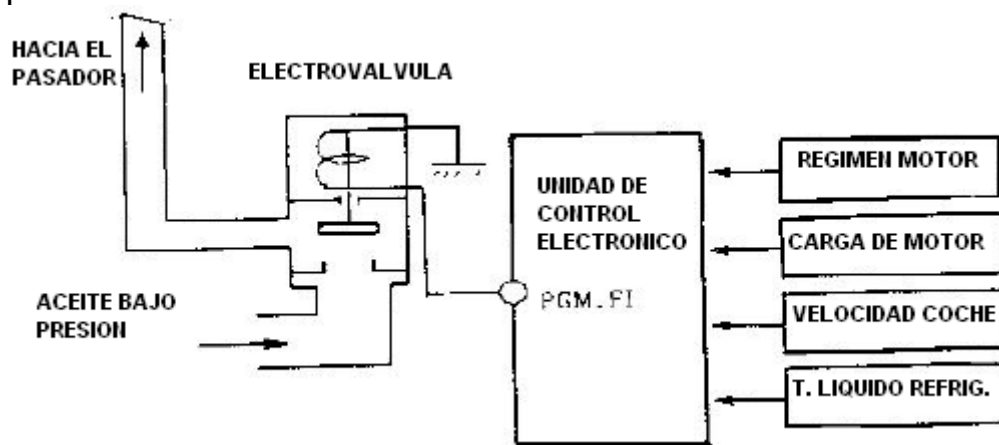 HACIA EL
PASADOR
ELECTROVALVULA
ACEITE BAJO
PRESION
UNIDAD DE
CONTROL
ELECTRONICO
PGM.FI
REGIMEN MOTOR
CARGA DE MOTOR
VELOCIDAD COCHE
T. LIQUIDO REFRIG.